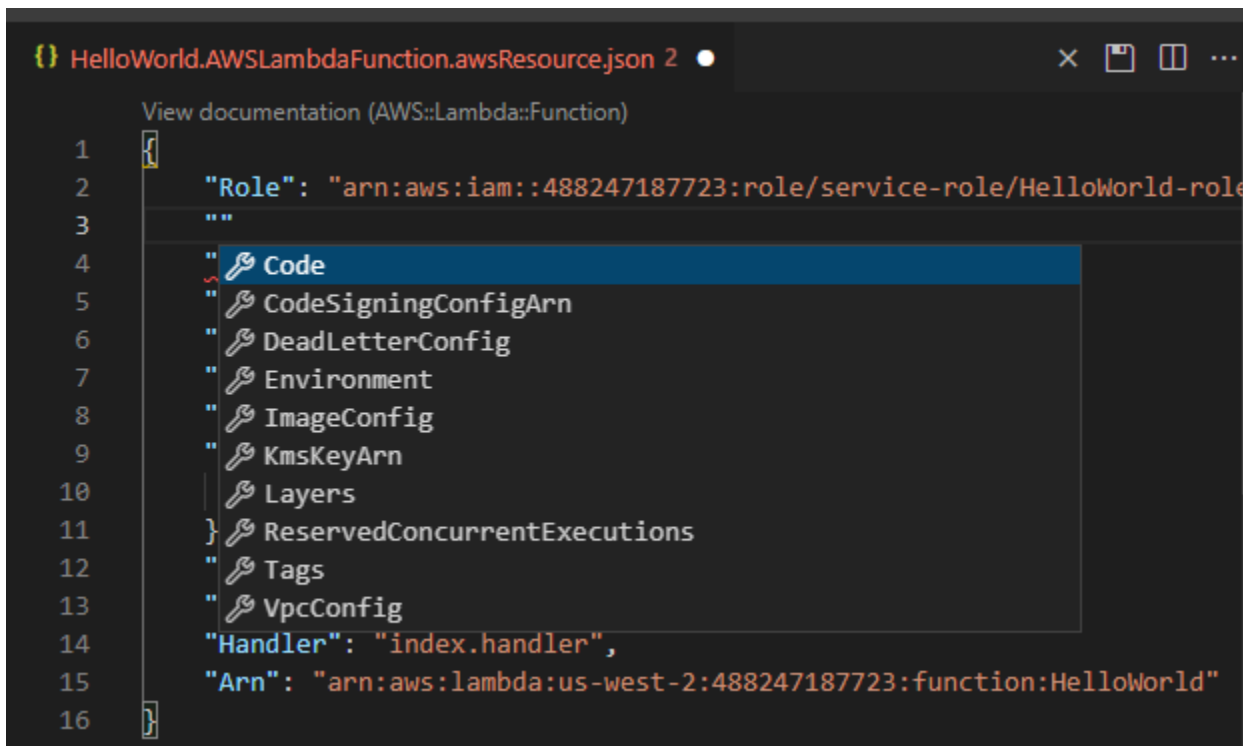 {} HelloWorld.AWSLambdaFunction.awsResource.json 2
View documentation (AWS::Lambda::Function)
1 {
2 "Role": "arn:aws:iam::488247187723:role/service-role/HelloWorld-role
3 ""
4 " Code
5 " CodeSigningConfigArn
6 " DeadLetterConfig
7 " Environment
8 " ImageConfig
9 " KmsKeyArn
10 Layers
11 } ReservedConcurrentExecutions
12 " Tags
13 " VpcConfig
14 "Handler": "index.handler",
15 "Arn": "arn:aws:lambda:us-west-2:488247187723:function:HelloWorld"
16 }